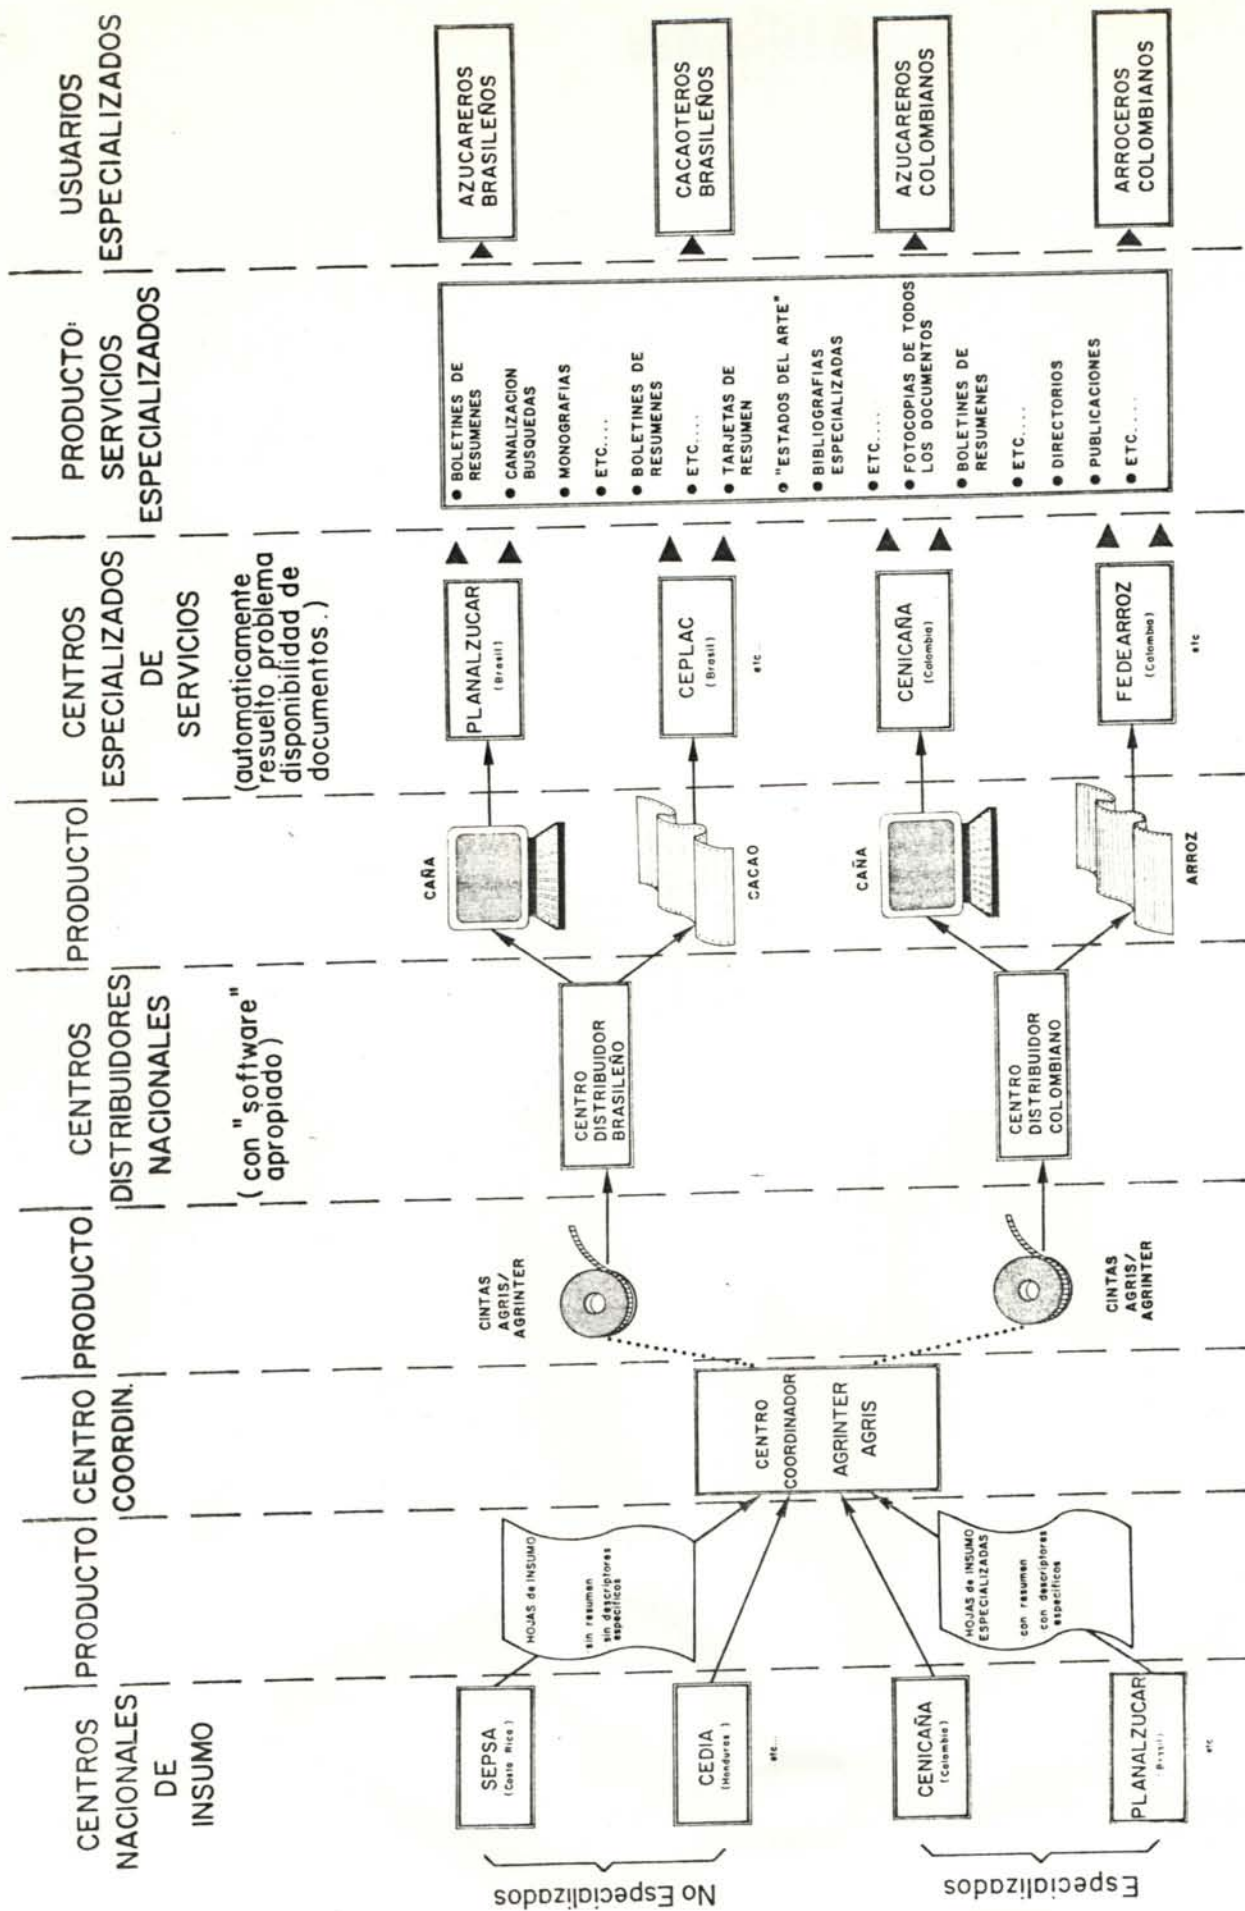 CENTROS
NACIONALES
DE
INSUMO
PRODUCTO
CENTRO
COORDIN.
PRODUCTO
CENTROS
DISTRIBUIDORES
NACIONALES
(con "software"
apropiado)
PRODUCTO
CENTROS
ESPECIALIZADOS
DE
SERVICIOS
(automaticamente
resuelto problema
disponibilidad de
documentos.)
PRODUCTO:
SERVICIOS
ESPECIALIZADOS
USUARIOS
ESPECIALIZADOS
No Especializados
SEPSA
(Costa Rica)
CEDIA
(Honduras)
etc...
Especializados
CENICAÑA
(Colombia)
PLANALZUCAR
etc
HOJAS de INSUMO
sin resumen
sin descriptores
específicos
HOJAS de INSUMO
ESPECIALIZADAS
con resumen
con descriptores
específicos
CENTRO
COORDINADOR
AGRINTER
AGRIS
CINTAS
AGRIS/
AGRINTER
CINTAS
AGRIS/
AGRINTER
CENTRO
DISTRIBUIDOR
BRASILEÑO
CENTRO
DISTRIBUIDOR
COLOMBIANO
CAÑA
CACAO
CAÑA
ARROZ
PLANALZUCAR
(Brasil)
CEPLAC
(Brasil)
etc...
CENICAÑA
(Colombia)
FEDEARROZ
(Colombia)
etc
● BOLETINES DE
RESUMENES
● CANALIZACION
BUSQUEDAS
● MONOGRAFIAS
● ETC....
● BOLETINES DE
RESUMENES
● ETC....
● TARJETAS DE
RESUMEN
● "ESTADOS DEL ARTE"
● BIBLIOGRAFIAS
ESPECIALIZADAS
● ETC....
● FOTOCOPIAS DE TODOS
LOS DOCUMENTOS
● BOLETINES DE
RESUMENES
● ETC....
● DIRECTORIOS
● PUBLICACIONES
● ETC....
AZUCAREROS
BRASILEÑOS
CACAOTEROS
BRASILEÑOS
AZUCAREROS
COLOMBIANOS
ARROCEROS
COLOMBIANOS